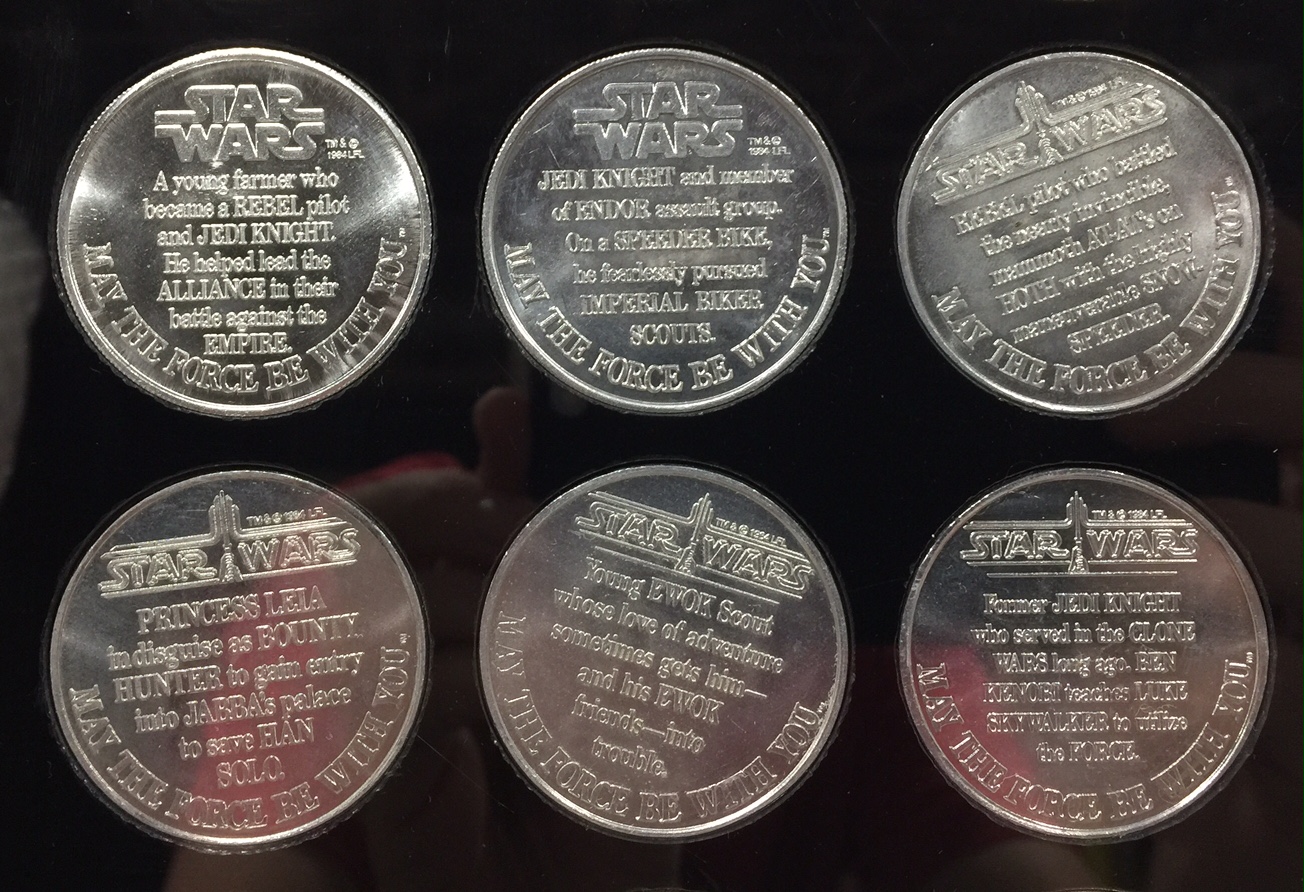 STAR
WARS
TM & ©
1984 LFL
A young farmer who
became a REBEL pilot
and JEDI KNIGHT.
He helped lead the
ALLIANCE in their
battle against the
EMPIRE.
MAY THE FORCE BE WITH YOU
STAR
WARS
TM & ©
1984 LFL
JEDI KNIGHT and member
of ENDOR assault group.
On a SPEEDER BIKE,
he fearlessly pursued
IMPERIAL BIKER
SCOUTS.
MAY THE FORCE BE WITH YOU
TM & © 1984 LFL
STAR WARS
REBEL pilot who battled
the nearly invincible,
mammoth AT-AT's on
HOTH with the highly
maneuverable SNOW
SPEEDER.
MAY THE FORCE BE WITH YOU
TM & © 1984 LFL
STAR WARS
PRINCESS LEIA
in disguise as BOUNTY
HUNTER to gain entry
into JABBA's palace
to save HAN
SOLO.
MAY THE FORCE BE WITH YOU
TM & © 1984 LFL
STAR WARS
Young EWOK Scout
whose love of adventure
sometimes gets him—
and his EWOK
friends—into
trouble.
MAY THE FORCE BE WITH YOU
TM & © 1984 LFL
STAR WARS
Former JEDI KNIGHT
who served in the CLONE
WARS long ago. BEN
KENOBI teaches LUKE
SKYWALKER to utilize
the FORCE.
MAY THE FORCE BE WITH YOU